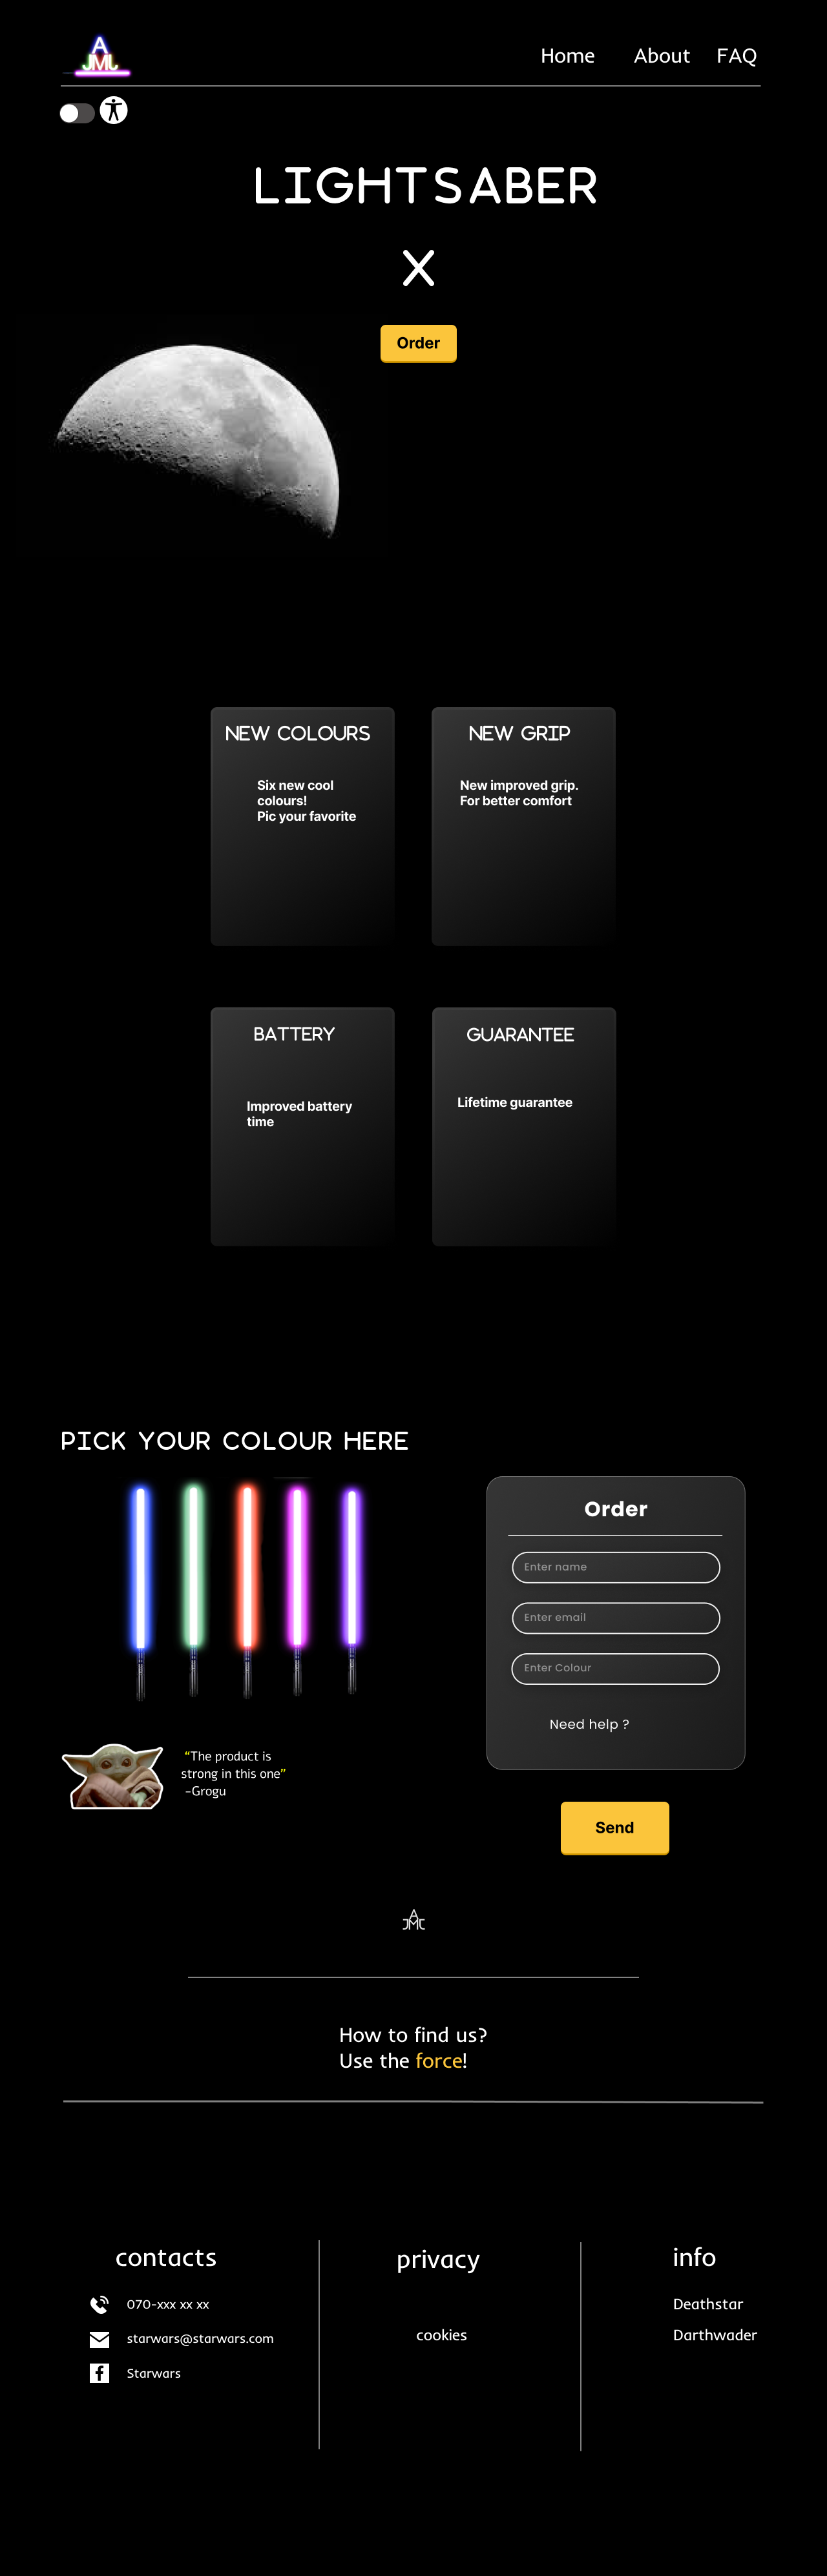 A
JMJ
Home About FAQ
LIGHTSABER
X
Order
NEW COLOURS
Six new cool
colours!
Pic your favorite
NEW GRIP
New improved grip.
For better comfort
BATTERY
Improved battery
time
GUARANTEE
Lifetime guarantee
PICK YOUR COLOUR HERE
Order
Enter name
Enter email
Enter Colour
Need help ?
“The product is
strong in this one”
-Grogu
Send
How to find us?
Use the force!
contacts
070-xxx xx xx
starwars@starwars.com
Starwars
privacy
cookies
info
Deathstar
Darthwader